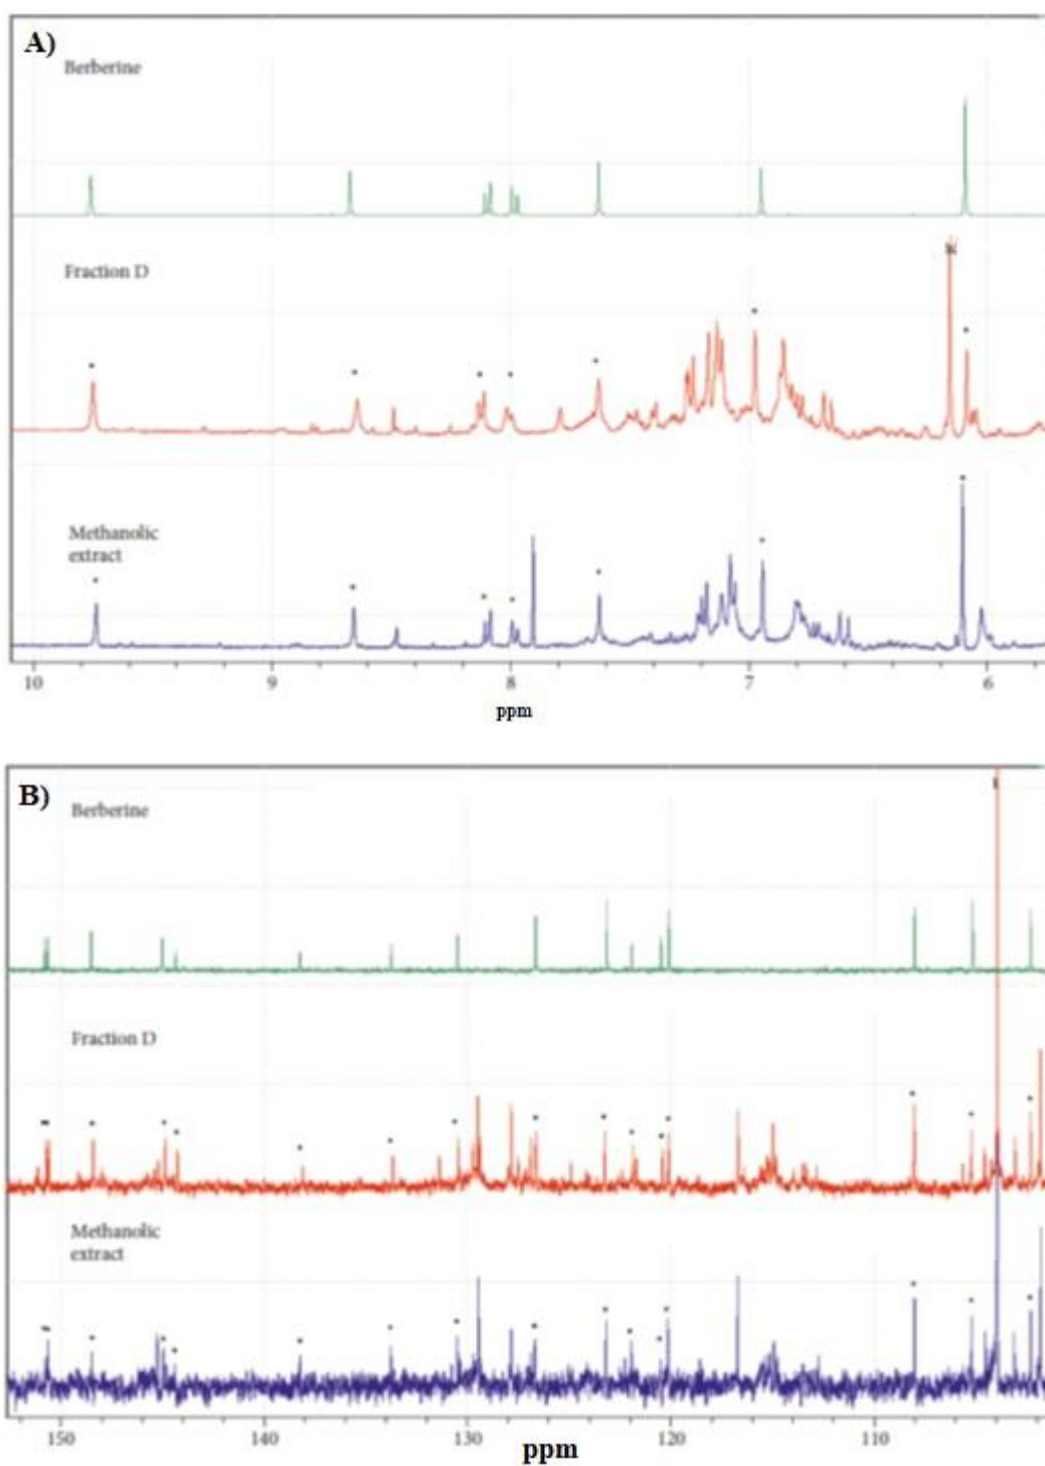 A)
Berberine
Fraction D
Methanolic
extract
10 9 8 7 6
ppm
B)
Berberine
Fraction D
Methanolic
extract
150 140 130 120 110
ppm